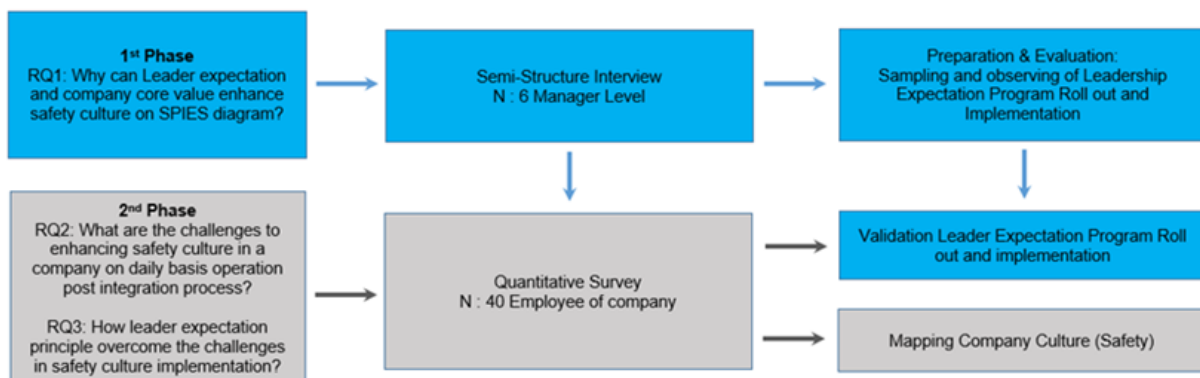 1st Phase
RQ1: Why can Leader expectation
and company core value enhance
safety culture on SPIES diagram?
Semi-Structure Interview
N : 6 Manager Level
Preparation & Evaluation:
Sampling and observing of Leadership
Expectation Program Roll out and
Implementation
2nd Phase
RQ2: What are the challenges to
enhancing safety culture in a
company on daily basis operation
post integration process?
RQ3: How leader expectation
principle overcome the challenges
in safety culture implementation?
Quantitative Survey
N : 40 Employee of company
Validation Leader Expectation Program Roll
out and implementation
Mapping Company Culture (Safety)